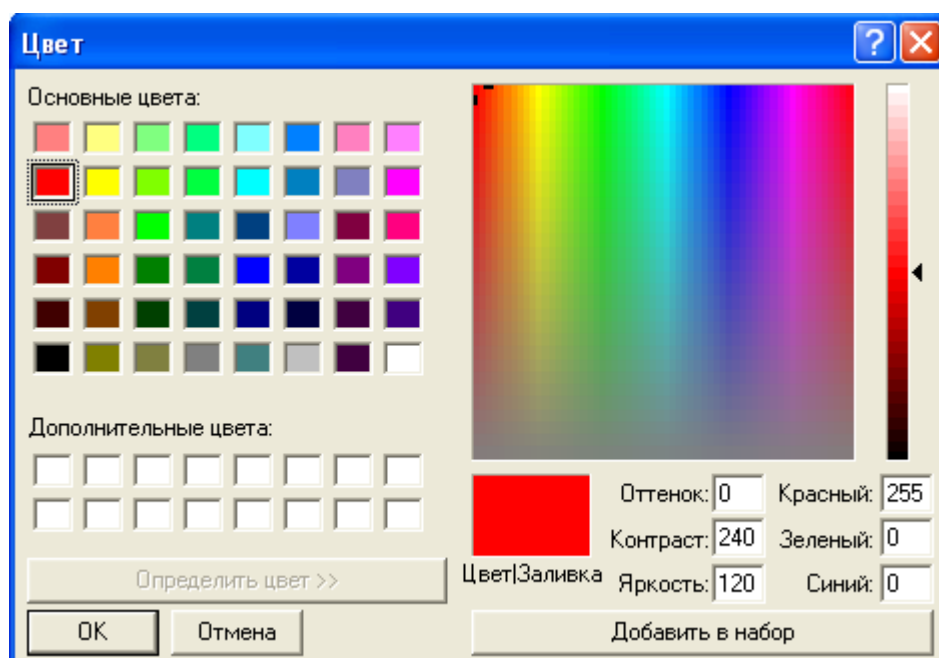 Цвет
Основные цвета:
Дополнительные цвета:
Определить цвет >>
OK Отмена
Цвет|Заливка
Оттенок: 0 Красный: 255
Контраст: 240 Зеленый: 0
Яркость: 120 Синий: 0
Добавить в набор